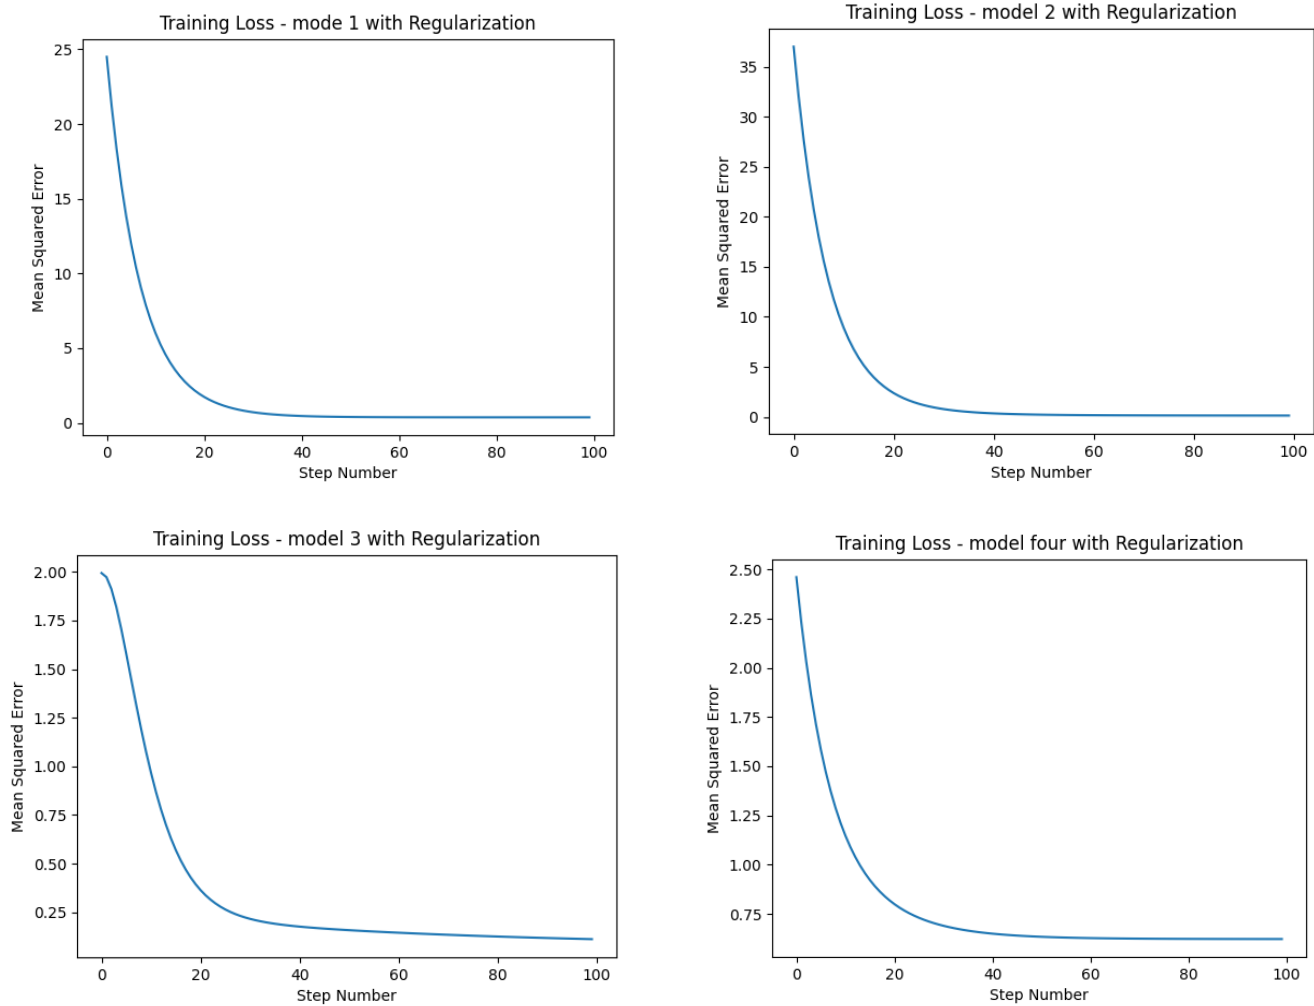 Training Loss - mode 1 with Regularization
25
20
15
10
5
0
Mean Squared Error
0 20 40 60 80 100
Step Number
Training Loss - model 2 with Regularization
35
30
25
20
15
10
5
0
Mean Squared Error
0 20 40 60 80 100
Step Number
Training Loss - model 3 with Regularization
2.00
1.75
1.50
1.25
1.00
0.75
0.50
0.25
Mean Squared Error
0 20 40 60 80 100
Step Number
Training Loss - model four with Regularization
2.50
2.25
2.00
1.75
1.50
1.25
1.00
0.75
Mean Squared Error
0 20 40 60 80 100
Step Number